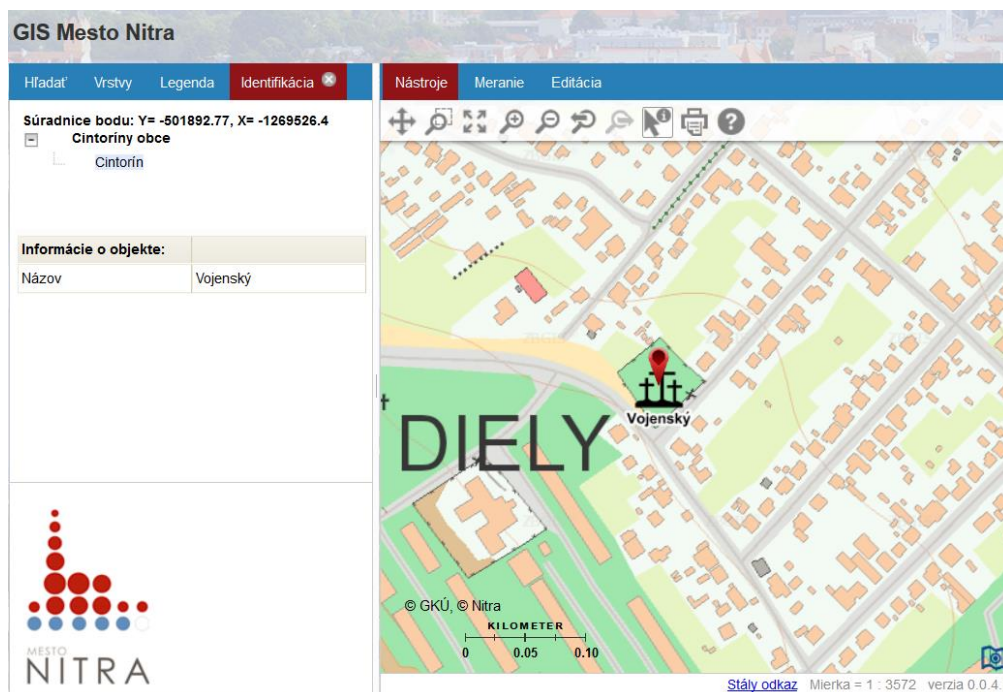 GIS Mesto Nitra
Hľadať Vrstvy Legenda Identifikácia
Nástroje Meranie Editácia
Súradnice bodu: Y= -501892.77, X= -1269526.4
Cintoríny obce
Cintorín
Informácie o objekte:
Názov Vojenský
Vojenský
DIELY
© GKÚ, © Nitra
KILOMETER
0 0.05 0.10
MESTO
NITRA
Stály odkaz Mierka = 1 : 3572 verzia 0.0.4